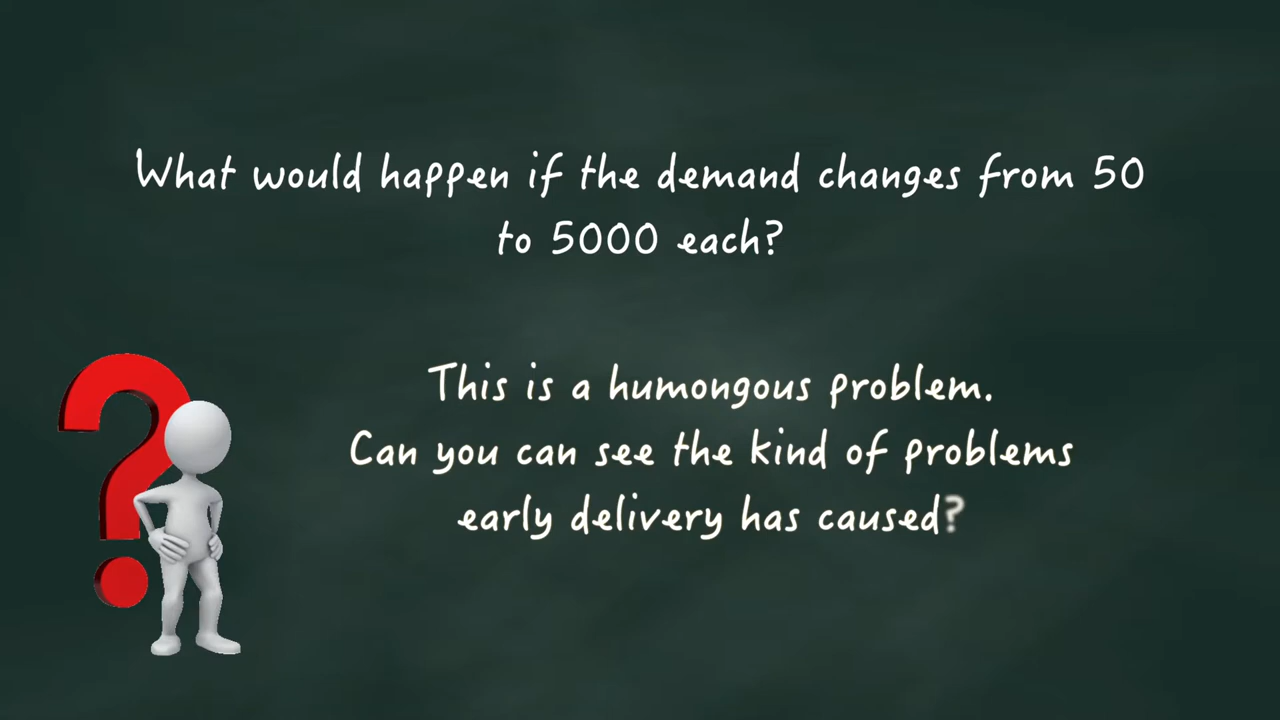 What would happen if the demand changes from 50
to 5000 each?
This is a humongous problem.
Can you can see the kind of problems
early delivery has caused?